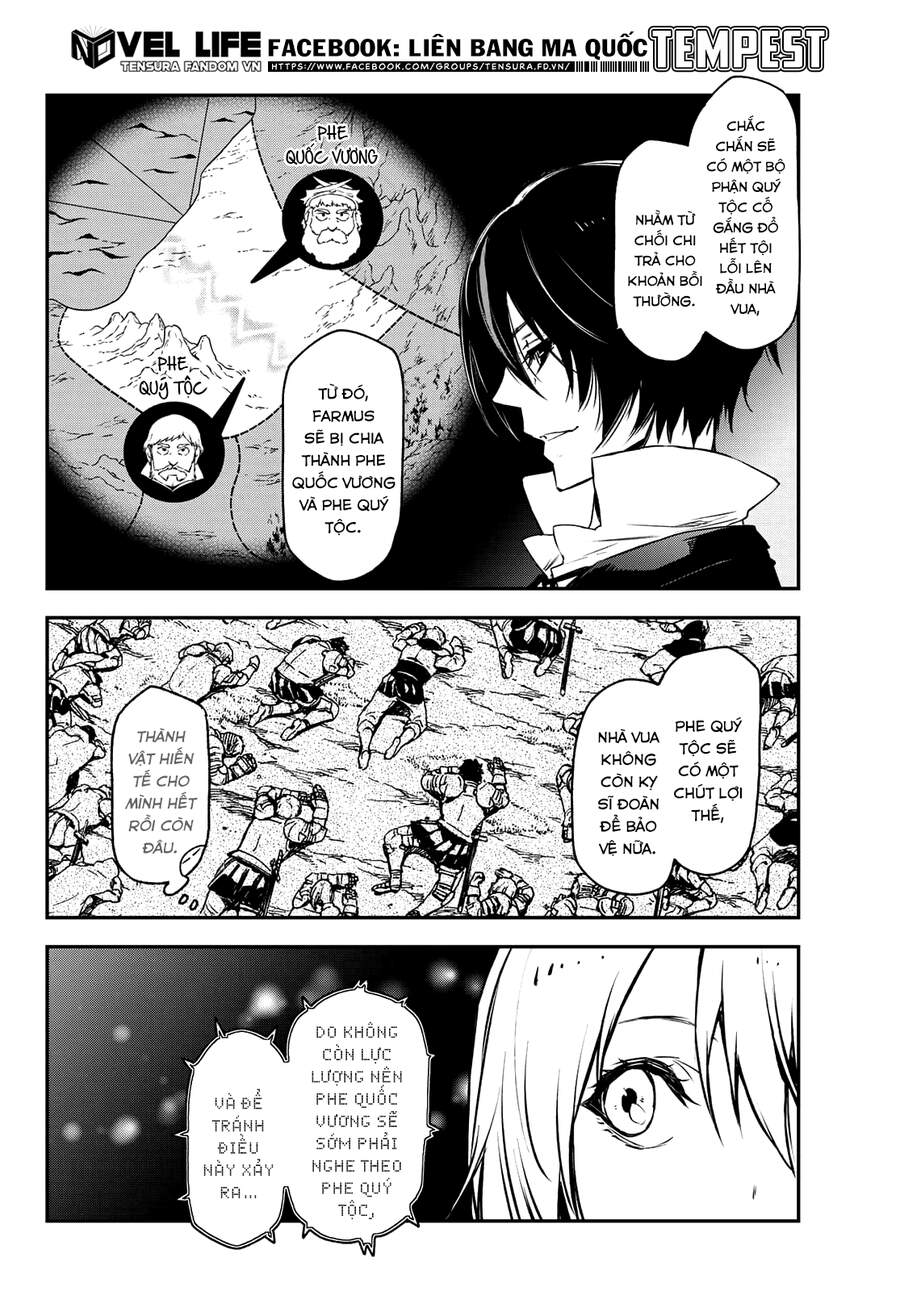 NOVEL LIFE
TENSURA FANDOM VN
FACEBOOK: LIÊN BANG MA QUỐC
HTTPS://WWW.FACEBOOK.COM/GROUPS/TENSURA.FD.VN/
TEMPEST
CHẮC
CHẮN SẼ
CÓ MỘT BỘ
PHẬN QUÝ
TỘC CỐ
GẮNG ĐỔ
HẾT TỘI
LỖI LÊN
ĐẦU NHÀ
VUA,
NHẰM TỪ
CHỐI CHI
TRẢ CHO
KHOẢN BỒI
THƯỜNG.
PHE
QUỐC VƯƠNG
PHE
QUÝ TỘC
TỪ ĐÓ,
FARMUS
SẼ BỊ CHIA
THÀNH PHE
QUỐC VƯƠNG
VÀ PHE QUÝ
TỘC.
PHE QUÝ
TỘC SẼ
CÓ MỘT
CHÚT LỢI
THẾ,
NHÀ VUA
KHÔNG
CÒN KỴ
SĨ ĐOÀN
ĐỂ BẢO
VỆ NỮA.
THÀNH
VẬT HIẾN
TẾ CHO
MÌNH HẾT
RỒI CÒN
ĐÂU.
DO KHÔNG
CÒN LỰC
LƯỢNG NÊN
PHE QUỐC
VƯƠNG SẼ
SỚM PHẢI
NGHE THEO
PHE QUÝ
TỘC,
VÀ ĐỂ
TRÁNH
ĐIỀU
NÀY XẢY
RA...